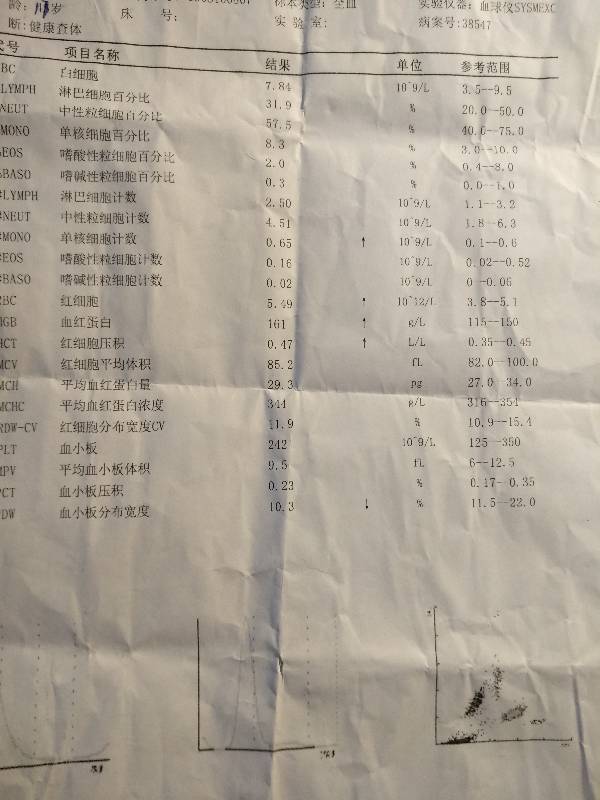 龄: 岁 床 号: 标本类型: 全血 实验仪器: 血球仪SYSMEXC
断:健康查体 实 验 室: 病案号:38547
代号 项目名称 结果 单位 参考范围
BC 白细胞 7.84 10^9/L 3.5--9.5
LYMPH 淋巴细胞百分比 31.9 % 20.0--50.0
NEUT 中性粒细胞百分比 57.5 % 40.0--75.0
MONO 单核细胞百分比 8.3 % 3.0--10.0
%EOS 嗜酸性粒细胞百分比 2.0 % 0.4--8.0
%BASO 嗜碱性粒细胞百分比 0.3 % 0.0--1.0
#LYMPH 淋巴细胞计数 2.50 10^9/L 1.1--3.2
#NEUT 中性粒细胞计数 4.51 10^9/L 1.8--6.3
#MONO 单核细胞计数 0.65 ↑ 10^9/L 0.1--0.6
#EOS 嗜酸性粒细胞计数 0.16 10^9/L 0.02--0.52
#BASO 嗜碱性粒细胞计数 0.02 10^9/L 0--0.06
RBC 红细胞 5.49 ↑ 10^12/L 3.8--5.1
HGB 血红蛋白 161 ↑ g/L 115--150
HCT 红细胞压积 0.47 ↑ L/L 0.35--0.45
MCV 红细胞平均体积 85.2 fL 82.0--100.0
MCH 平均血红蛋白量 29.3 pg 27.0--34.0
MCHC 平均血红蛋白浓度 344 g/L 316--354
RDW-CV 红细胞分布宽度CV 11.9 % 10.9--15.4
PLT 血小板 242 10^9/L 125--350
MPV 平均血小板体积 9.5 fL 6--12.5
PCT 血小板压积 0.23 % 0.17--0.35
PDW 血小板分布宽度 10.3 ↓ % 11.5--22.0